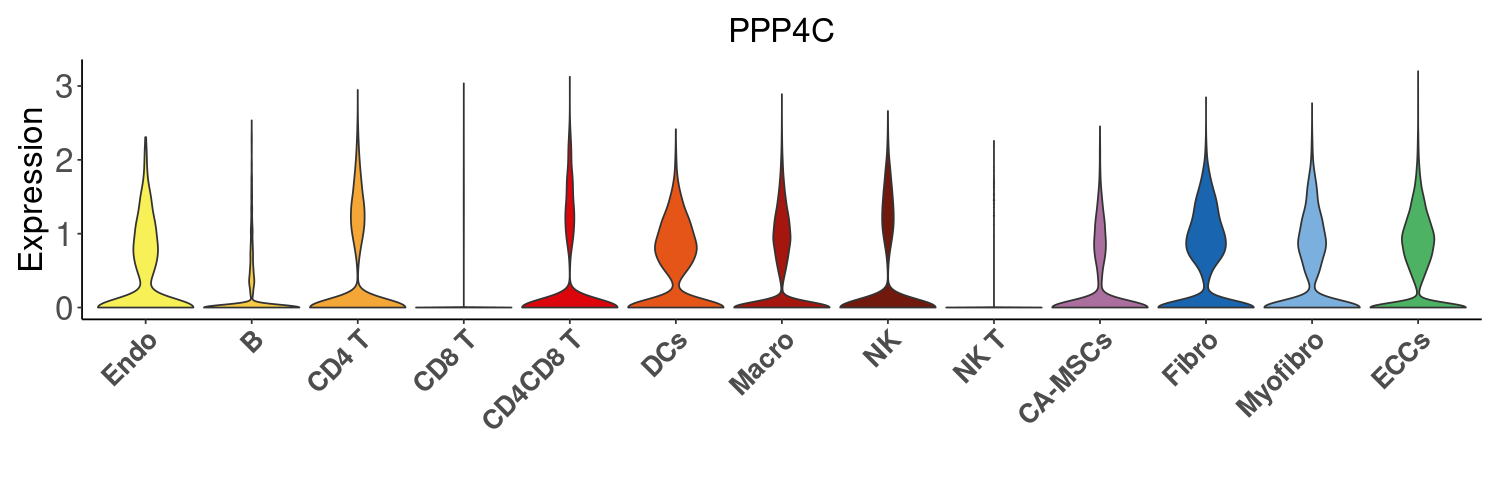 PPP4C
Expression
3
2
1
0
Endo
B
CD4 T
CD8 T
CD4CD8 T
DCs
Macro
NK
NK T
CA-MSCs
Fibro
Myofibro
ECCs